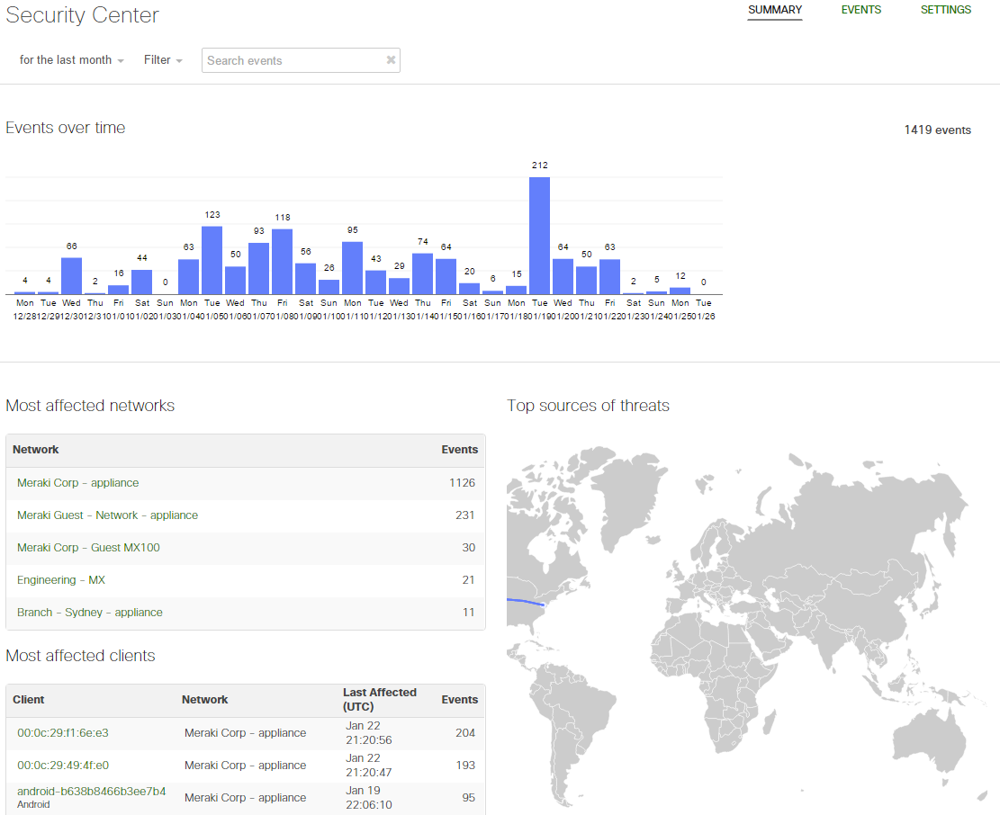 Security Center
SUMMARY EVENTS SETTINGS
for the last month Filter Search events
Events over time
1419 events
4 4 66 2 16 44 0 63 123 50 93 118 56 26 95 43 29 74 64 20 6 15 212 64 50 63 2 5 12 0
Mon Tue Wed Thu Fri Sat Sun Mon Tue Wed Thu Fri Sat Sun Mon Tue Wed Thu Fri Sat Sun Mon Tue Wed Thu Fri Sat Sun Mon Tue
12/28 12/29 12/30 12/31 01/01 01/02 01/03 01/04 01/05 01/06 01/07 01/08 01/09 01/10 01/11 01/12 01/13 01/14 01/15 01/16 01/17 01/18 01/19 01/20 01/21 01/22 01/23 01/24 01/25 01/26
Most affected networks
Network Events
Meraki Corp - appliance 1126
Meraki Guest - Network - appliance 231
Meraki Corp - Guest MX100 30
Engineering - MX 21
Branch - Sydney - appliance 11
Most affected clients
Client Network Last Affected Events
(UTC)
00:0c:29:f1:6e:e3 Meraki Corp - appliance Jan 22 204
21:20:56
00:0c:29:49:4f:e0 Meraki Corp - appliance Jan 22 193
21:20:47
android-b638b8466b3ee7b4 Meraki Corp - appliance Jan 19 95
Android 22:06:10
Top sources of threats